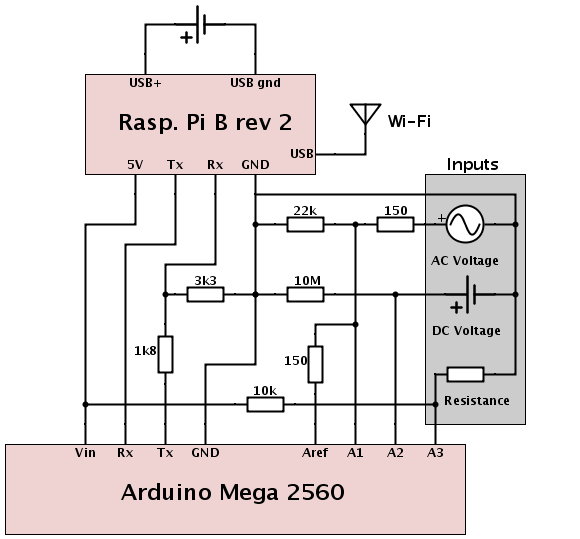 +
USB+
USB gnd
Rasp. Pi B rev 2
Wi-Fi
USB
5V
Tx
Rx
GND
Inputs
22k
150
+
AC Voltage
3k3
10M
+
DC Voltage
1k8
150
10k
Resistance
Vin
Rx
Tx
GND
Aref
A1
A2
A3
Arduino Mega 2560